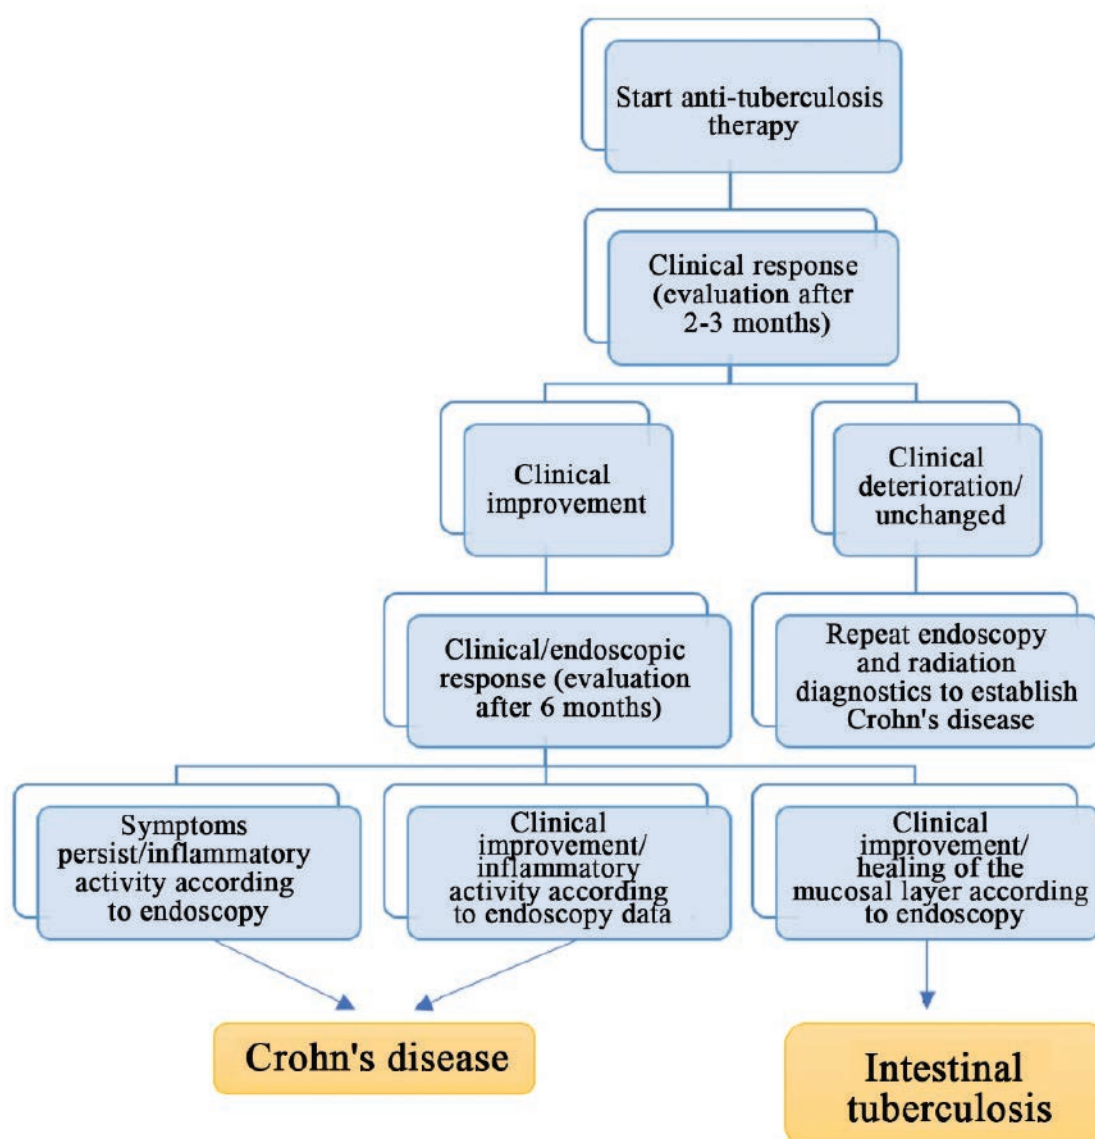 Start anti-tuberculosis
therapy
Clinical response
(evaluation after
2-3 months)
Clinical
improvement
Clinical
deterioration/
unchanged
Clinical/endoscopic
response (evaluation
after 6 months)
Repeat endoscopy
and radiation
diagnostics to establish
Crohn's disease
Symptoms
persist/inflammatory
activity according
to endoscopy
Clinical
improvement/
inflammatory
activity according
to endoscopy data
Clinical
improvement/
healing of the
mucosal layer according
to endoscopy
Crohn's disease
Intestinal
tuberculosis